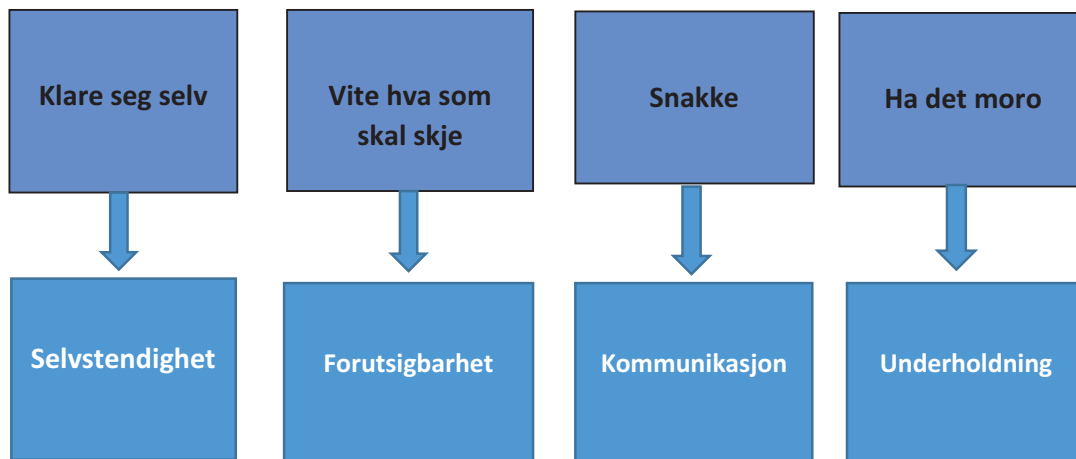 Klare seg selv
Vite hva som
skal skje
Snakke
Ha det moro
Selvstendighet
Forutsigbarhet
Kommunikasjon
Underholdning